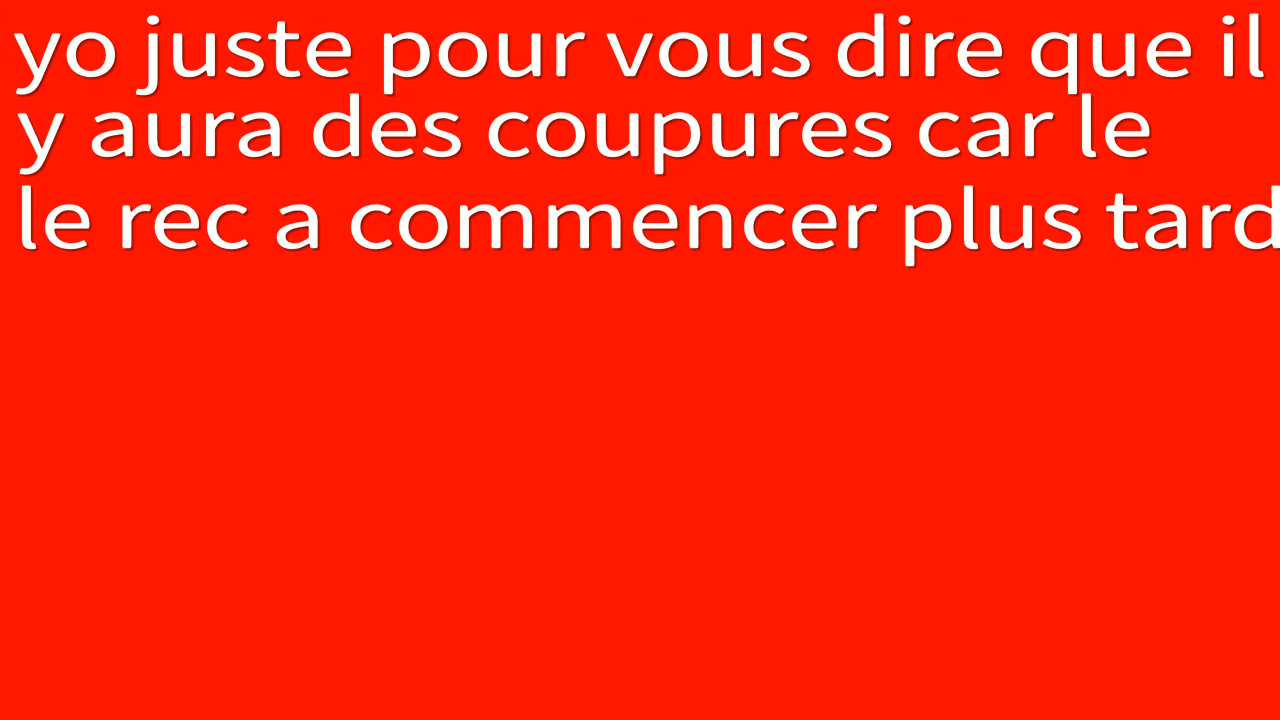 yo juste pour vous dire que il
y aura des coupures car le
le rec a commencer plus tard